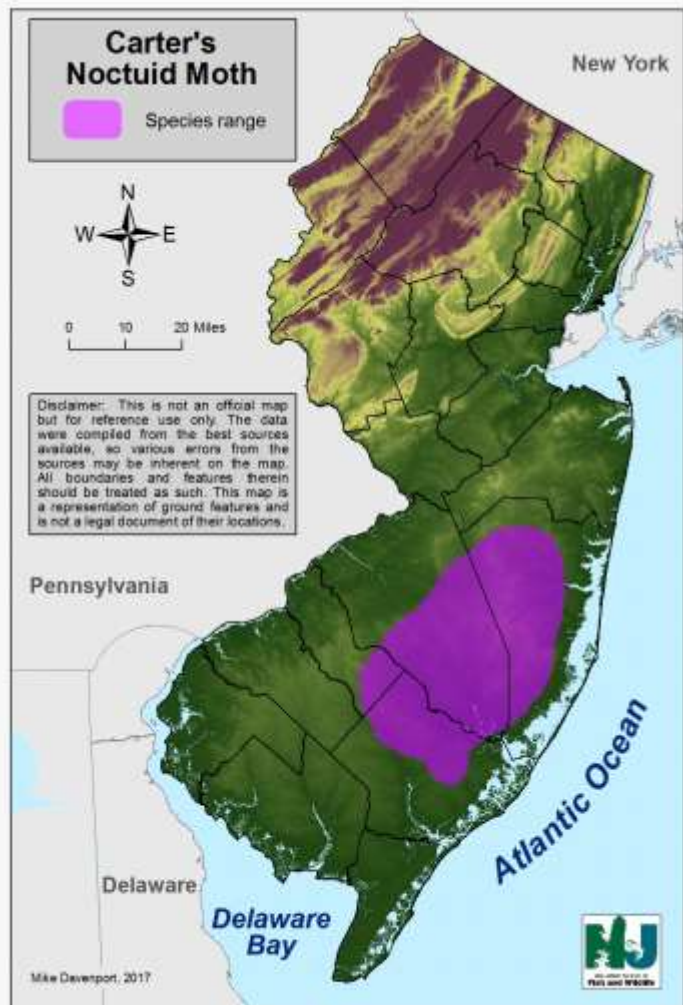 Carter's
Noctuid Moth
Species range
New York
N
W E
S
0 10 20 Miles
Disclaimer: This is not an official map
but for reference use only. The data
were compiled from the best sources
available, so various errors from the
sources may be inherent on the map.
All boundaries and features therein
should be treated as such. This map is
a representation of ground features and
is not a legal document of their locations.
Pennsylvania
Atlantic Ocean
Delaware
Delaware
Bay
Mike Davenport, 2017
NJ
Fish and Wildlife